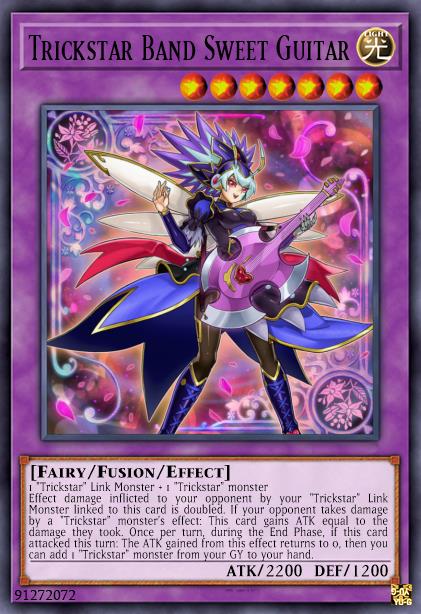 TRICKSTAR BAND SWEET GUITAR
LIGHT
光
[FAIRY/FUSION/EFFECT]
1 "Trickstar" Link Monster + 1 "Trickstar" monster
Effect damage inflicted to your opponent by your "Trickstar" Link
Monster linked to this card is doubled. If your opponent takes damage
by a "Trickstar" monster's effect: This card gains ATK equal to the
damage they took. Once per turn, during the End Phase, if this card
attacked this turn: The ATK gained from this effect returns to 0, then you
can add 1 "Trickstar" monster from your GY to your hand.
ATK/2200 DEF/1200
91272072